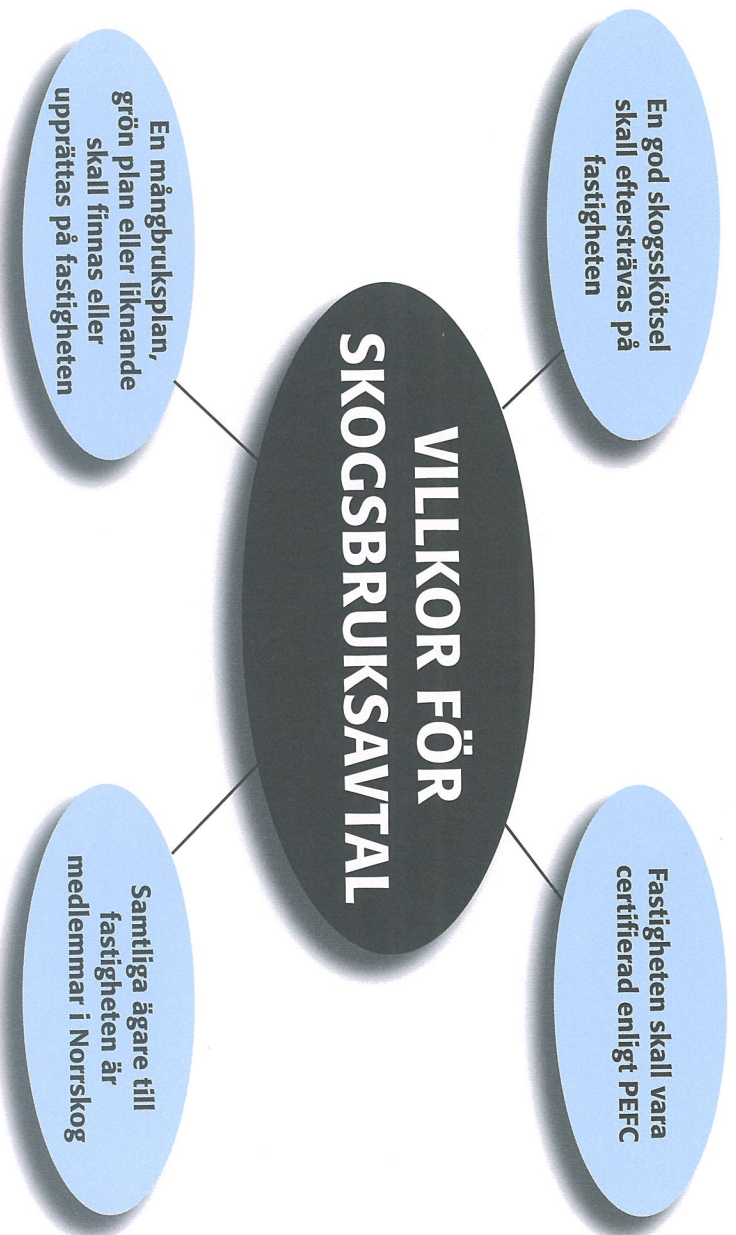 En god skogsskötsel
skall eftersträvas på
fastigheten
Fastigheten skall vara
certifierad enligt PEFC
VILLKOR FÖR
SKOGSBRUKSAVTAL
En mångbruksplan,
grön plan eller liknande
skall finnas eller
upprättas på fastigheten
Samtliga ägare till
fastigheten är
medlemmar i Norrskog